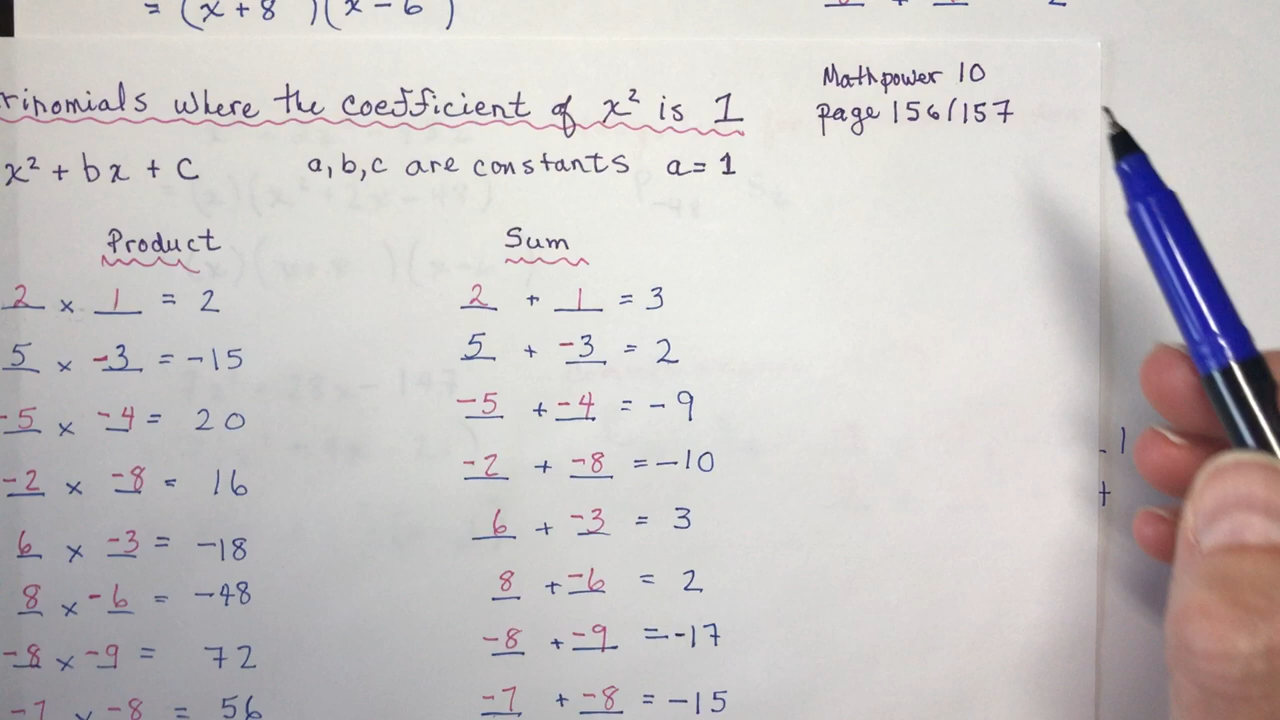 = (x + 8 )(x − 6 )
rinomials where the coefficient of x² is 1
Mathpower 10
page 156/157
x² + bx + c a,b,c are constants a = 1
Product Sum
2 × 1 = 2 2 + 1 = 3
5 × -3 = -15 5 + -3 = 2
-5 × -4 = 20 -5 + -4 = -9
-2 × -8 = 16 -2 + -8 = -10
6 × -3 = -18 6 + -3 = 3
8 × -6 = -48 8 + -6 = 2
-8 × -9 = 72 -8 + -9 = -17
-7 × -8 = 56 -7 + -8 = -15